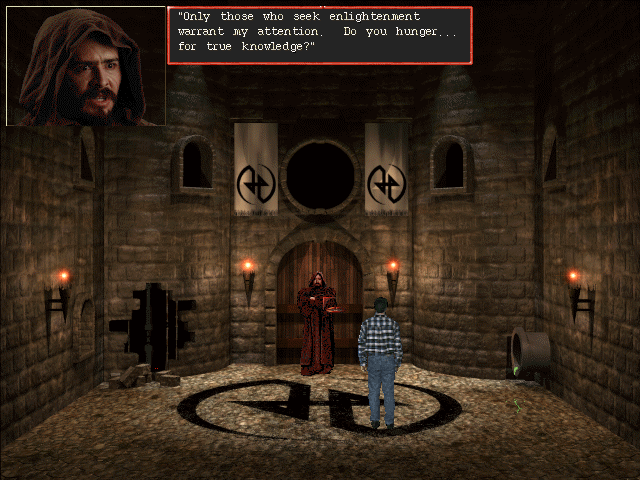 "Only those who seek enlightenment
warrant my attention.  Do you hunger...
for true knowledge?"